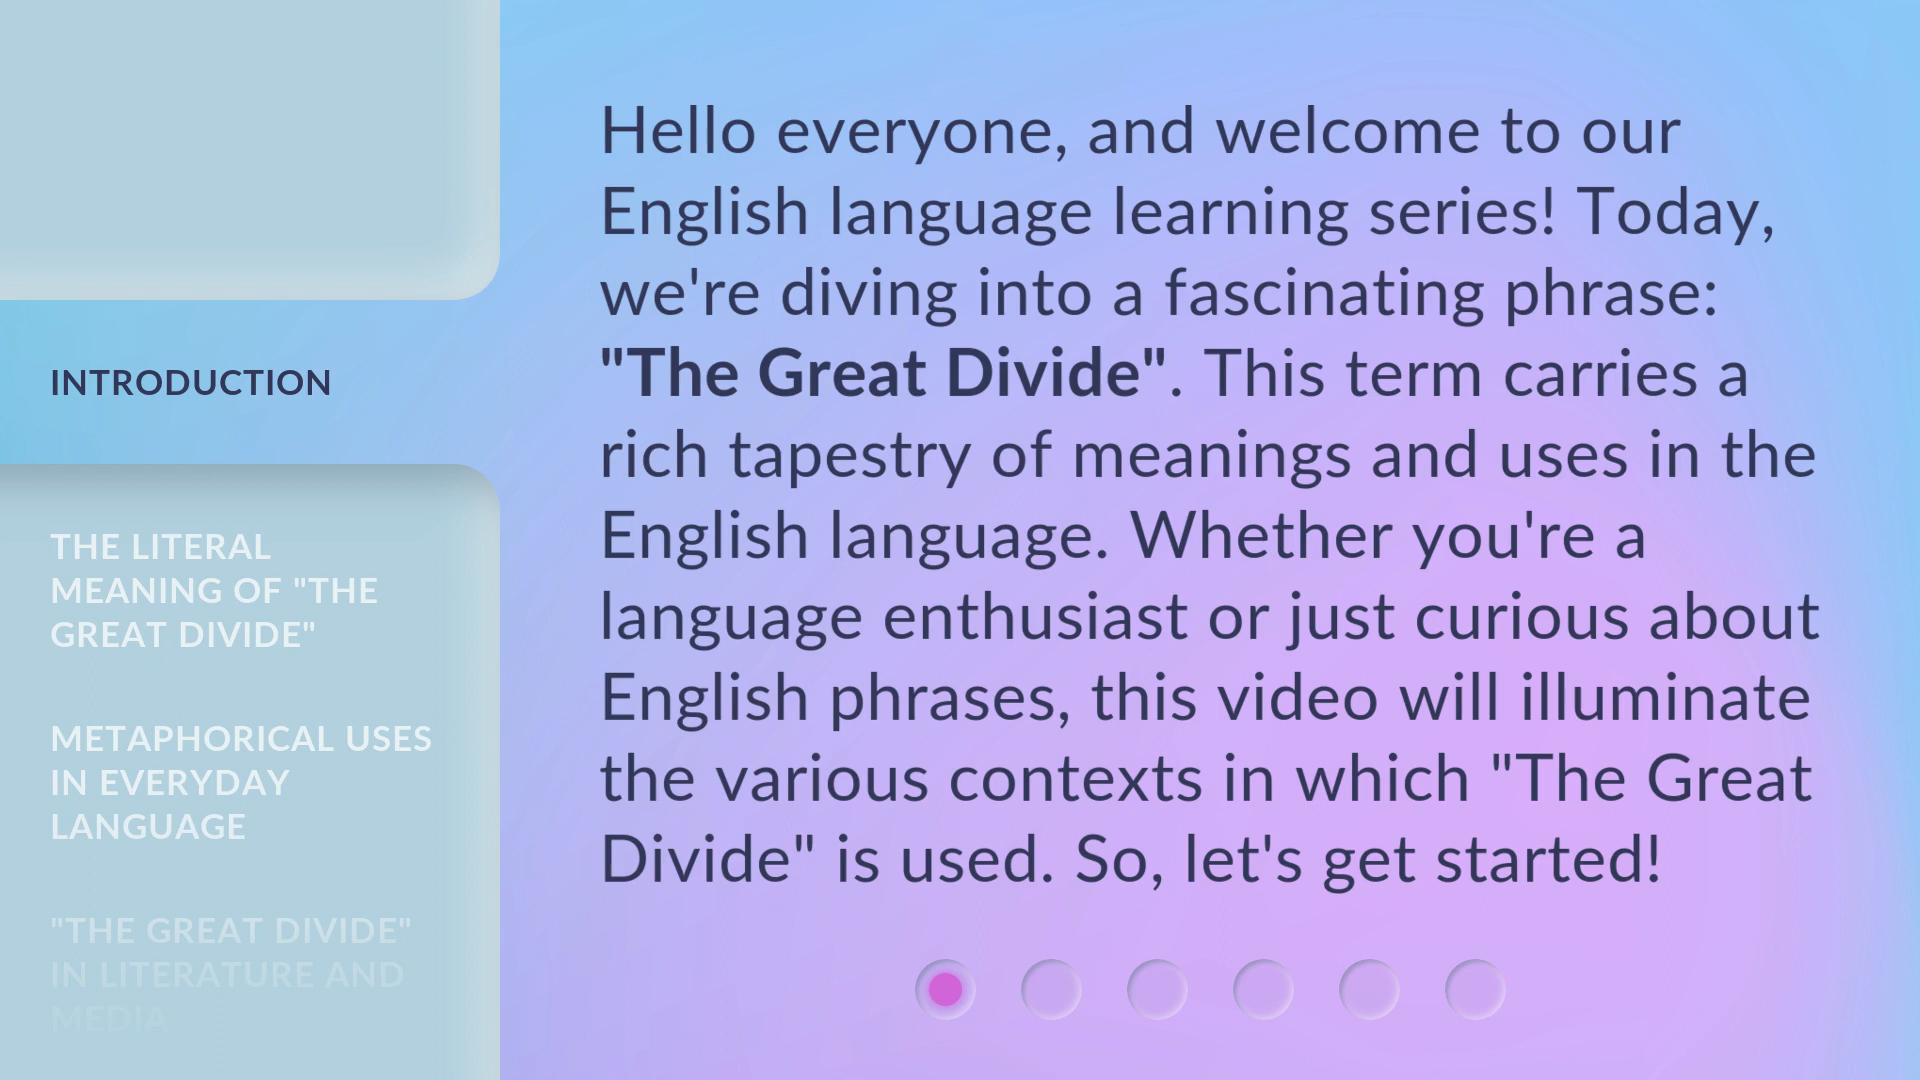 INTRODUCTION
THE LITERAL
MEANING OF "THE
GREAT DIVIDE"
METAPHORICAL USES
IN EVERYDAY
LANGUAGE
"THE GREAT DIVIDE"
IN LITERATURE AND
MEDIA
Hello everyone, and welcome to our
English language learning series! Today,
we're diving into a fascinating phrase:
"The Great Divide". This term carries a
rich tapestry of meanings and uses in the
English language. Whether you're a
language enthusiast or just curious about
English phrases, this video will illuminate
the various contexts in which "The Great
Divide" is used. So, let's get started!